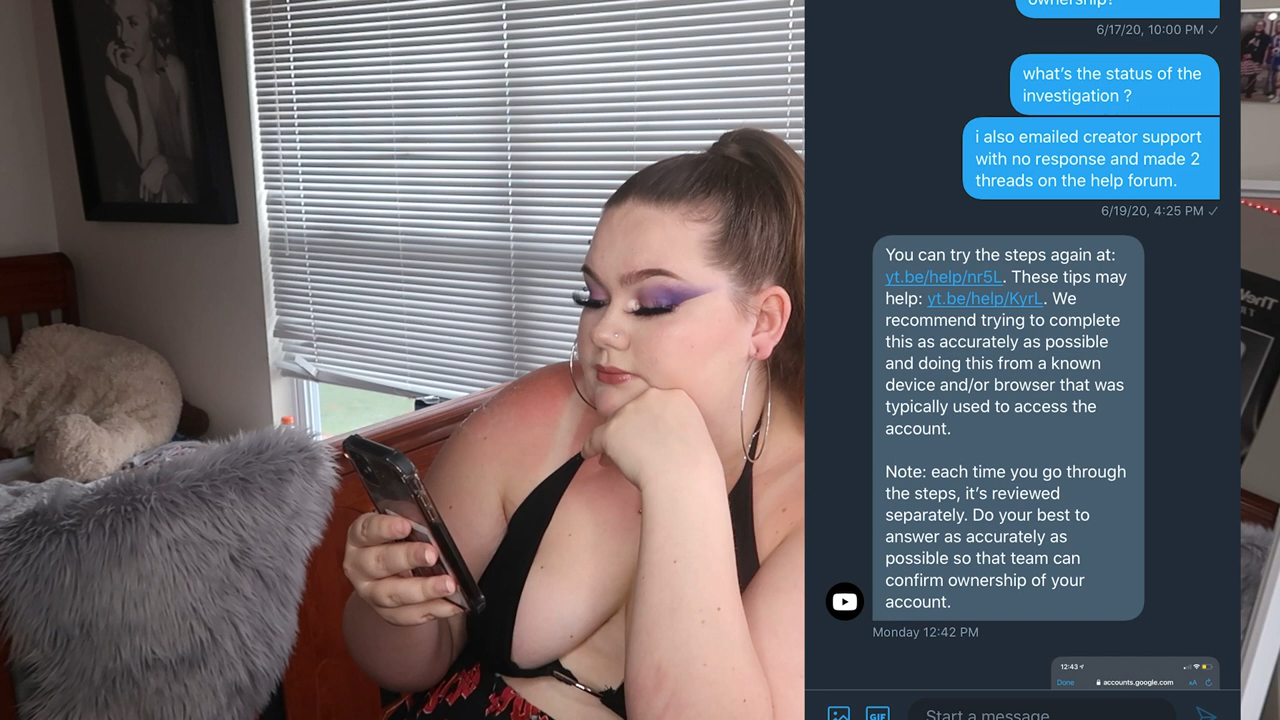 ownership?
6/17/20, 10:00 PM ✓
what’s the status of the
investigation ?
i also emailed creator support
with no response and made 2
threads on the help forum.
6/19/20, 4:25 PM ✓
You can try the steps again at:
yt.be/help/nr5L. These tips may
help: yt.be/help/KyrL. We
recommend trying to complete
this as accurately as possible
and doing this from a known
device and/or browser that was
typically used to access the
account.
Note: each time you go through
the steps, it’s reviewed
separately. Do your best to
answer as accurately as
possible so that team can
confirm ownership of your
account.
Monday 12:42 PM
12:43
Done accounts.google.com AA
GIF Start a message